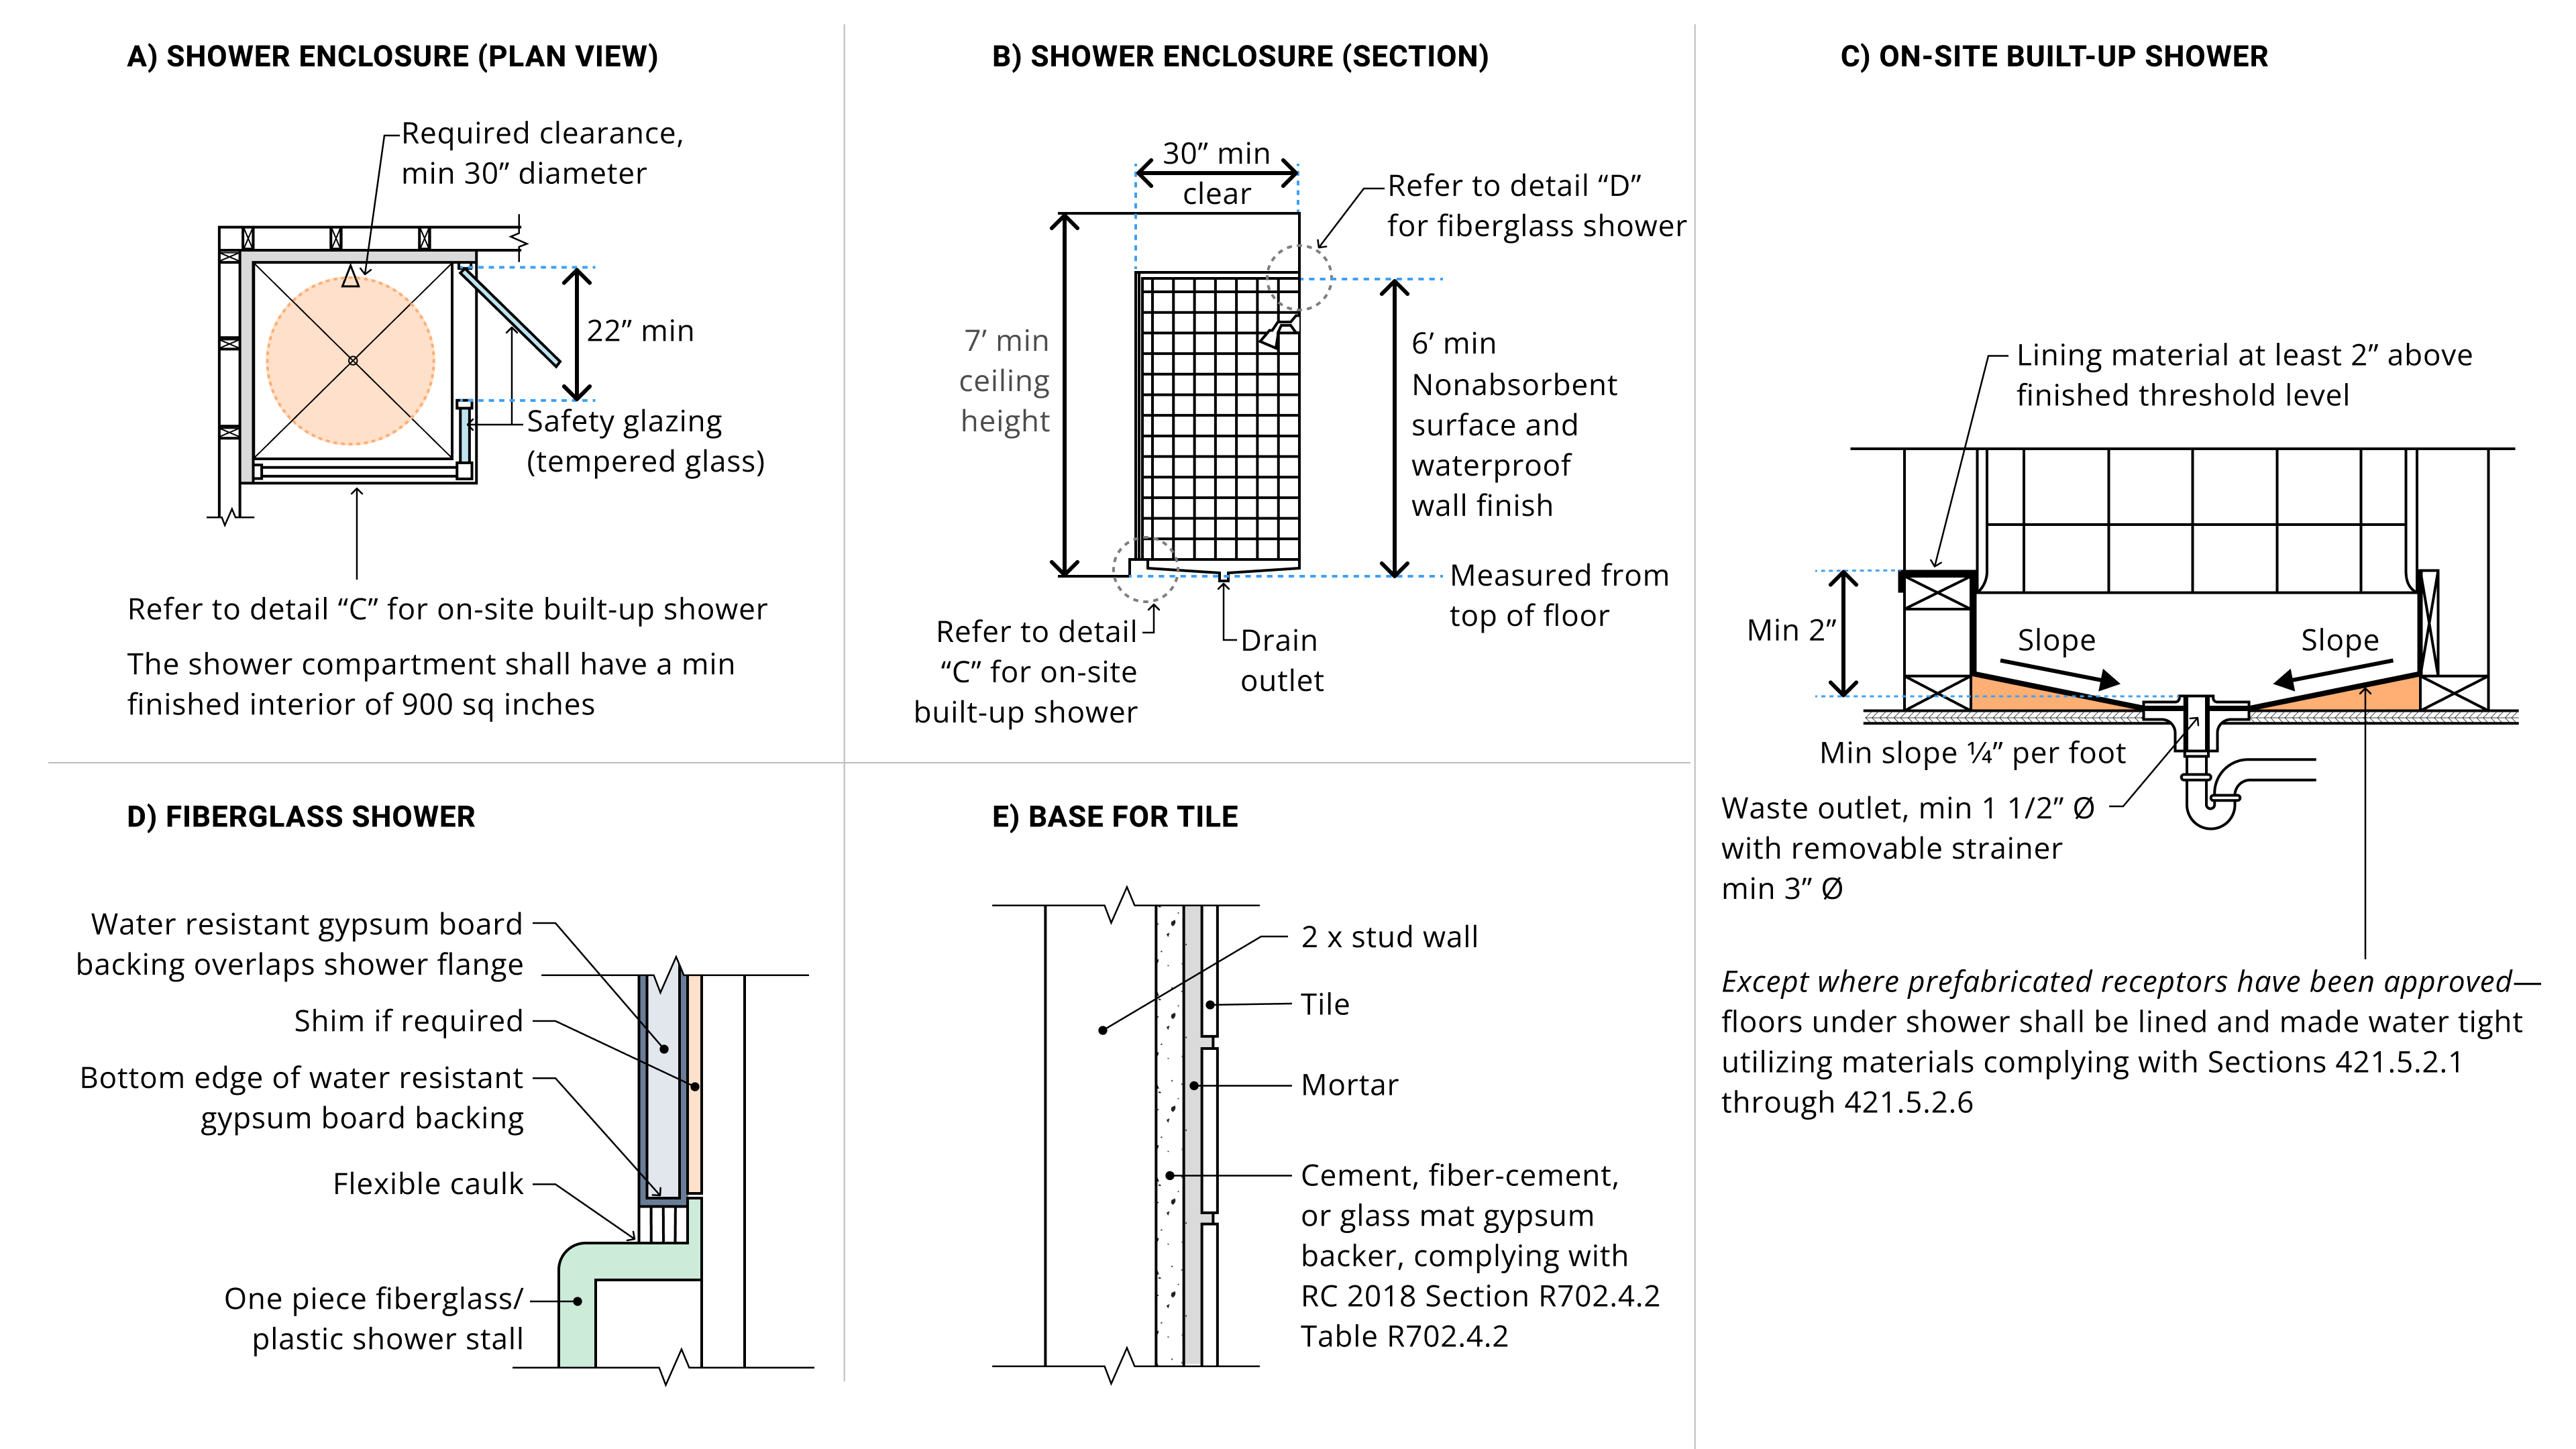 A) SHOWER ENCLOSURE (PLAN VIEW)
Required clearance,
min 30” diameter
22” min
Safety glazing
(tempered glass)
Refer to detail “C” for on-site built-up shower
The shower compartment shall have a min
finished interior of 900 sq inches
B) SHOWER ENCLOSURE (SECTION)
30” min
clear
Refer to detail “D”
for fiberglass shower
7’ min
ceiling
height
6’ min
Nonabsorbent
surface and
waterproof
wall finish
Measured from
top of floor
Refer to detail
“C” for on-site
built-up shower
Drain
outlet
C) ON-SITE BUILT-UP SHOWER
Lining material at least 2” above
finished threshold level
Min 2”
Slope
Slope
Min slope ¼” per foot
Waste outlet, min 1 1/2” Ø
with removable strainer
min 3” Ø
Except where prefabricated receptors have been approved—
floors under shower shall be lined and made water tight
utilizing materials complying with Sections 421.5.2.1
through 421.5.2.6
D) FIBERGLASS SHOWER
Water resistant gypsum board
backing overlaps shower flange
Shim if required
Bottom edge of water resistant
gypsum board backing
Flexible caulk
One piece fiberglass/
plastic shower stall
E) BASE FOR TILE
2 x stud wall
Tile
Mortar
Cement, fiber-cement,
or glass mat gypsum
backer, complying with
RC 2018 Section R702.4.2
Table R702.4.2